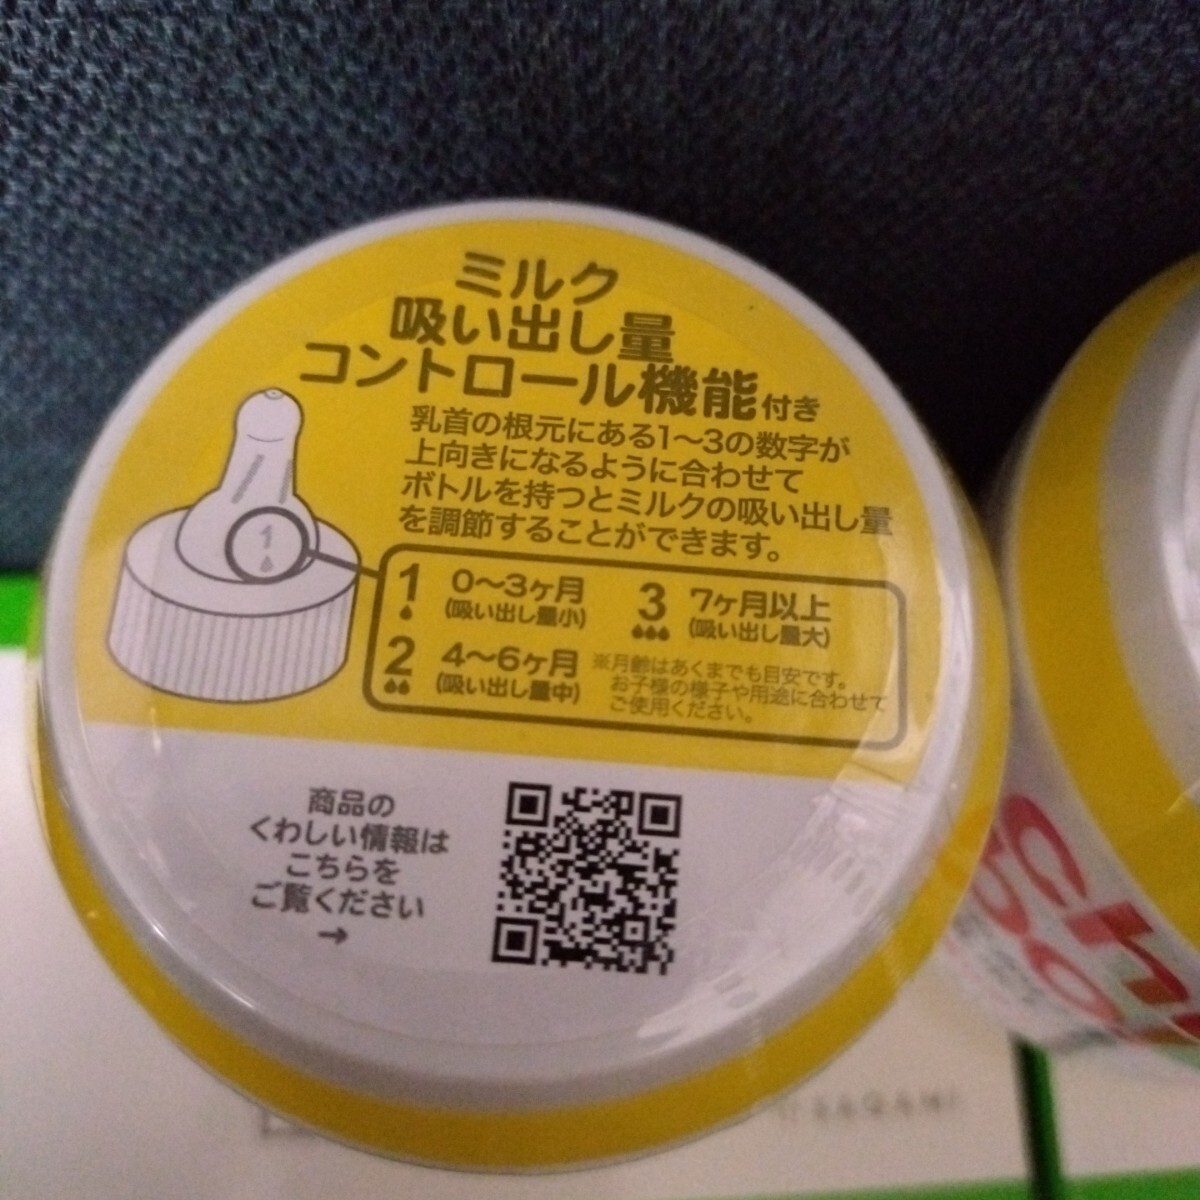 ミルク
吸い出し量
コントロール機能付き
乳首の根元にある1〜3の数字が
上向きになるように合わせて
ボトルを持つとミルクの吸い出し量
を調節することができます。
1
1 0〜3ヶ月
(吸い出し量小)
2 4〜6ヶ月
(吸い出し量中)
3 7ヶ月以上
(吸い出し量大)
※月齢はあくまでも目安です。
お子様の様子や用途に合わせて
ご使用ください。
商品の
くわしい情報は
こちらを
ご覧ください
→
SAGAMI